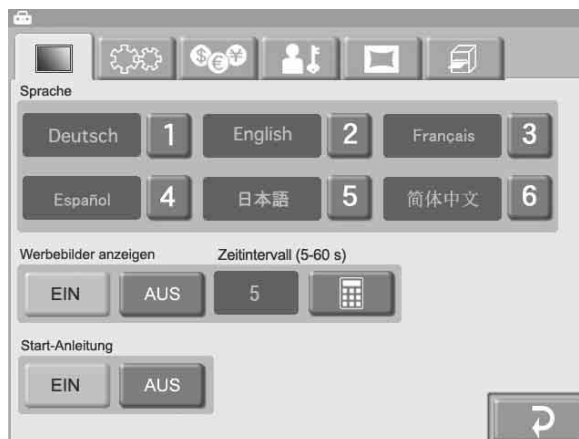 $ € ¥
Sprache
Deutsch 1 English 2 Français 3
Español 4 日本語 5 简体中文 6
Werbebilder anzeigen Zeitintervall (5-60 s)
EIN AUS 5
Start-Anleitung
EIN AUS